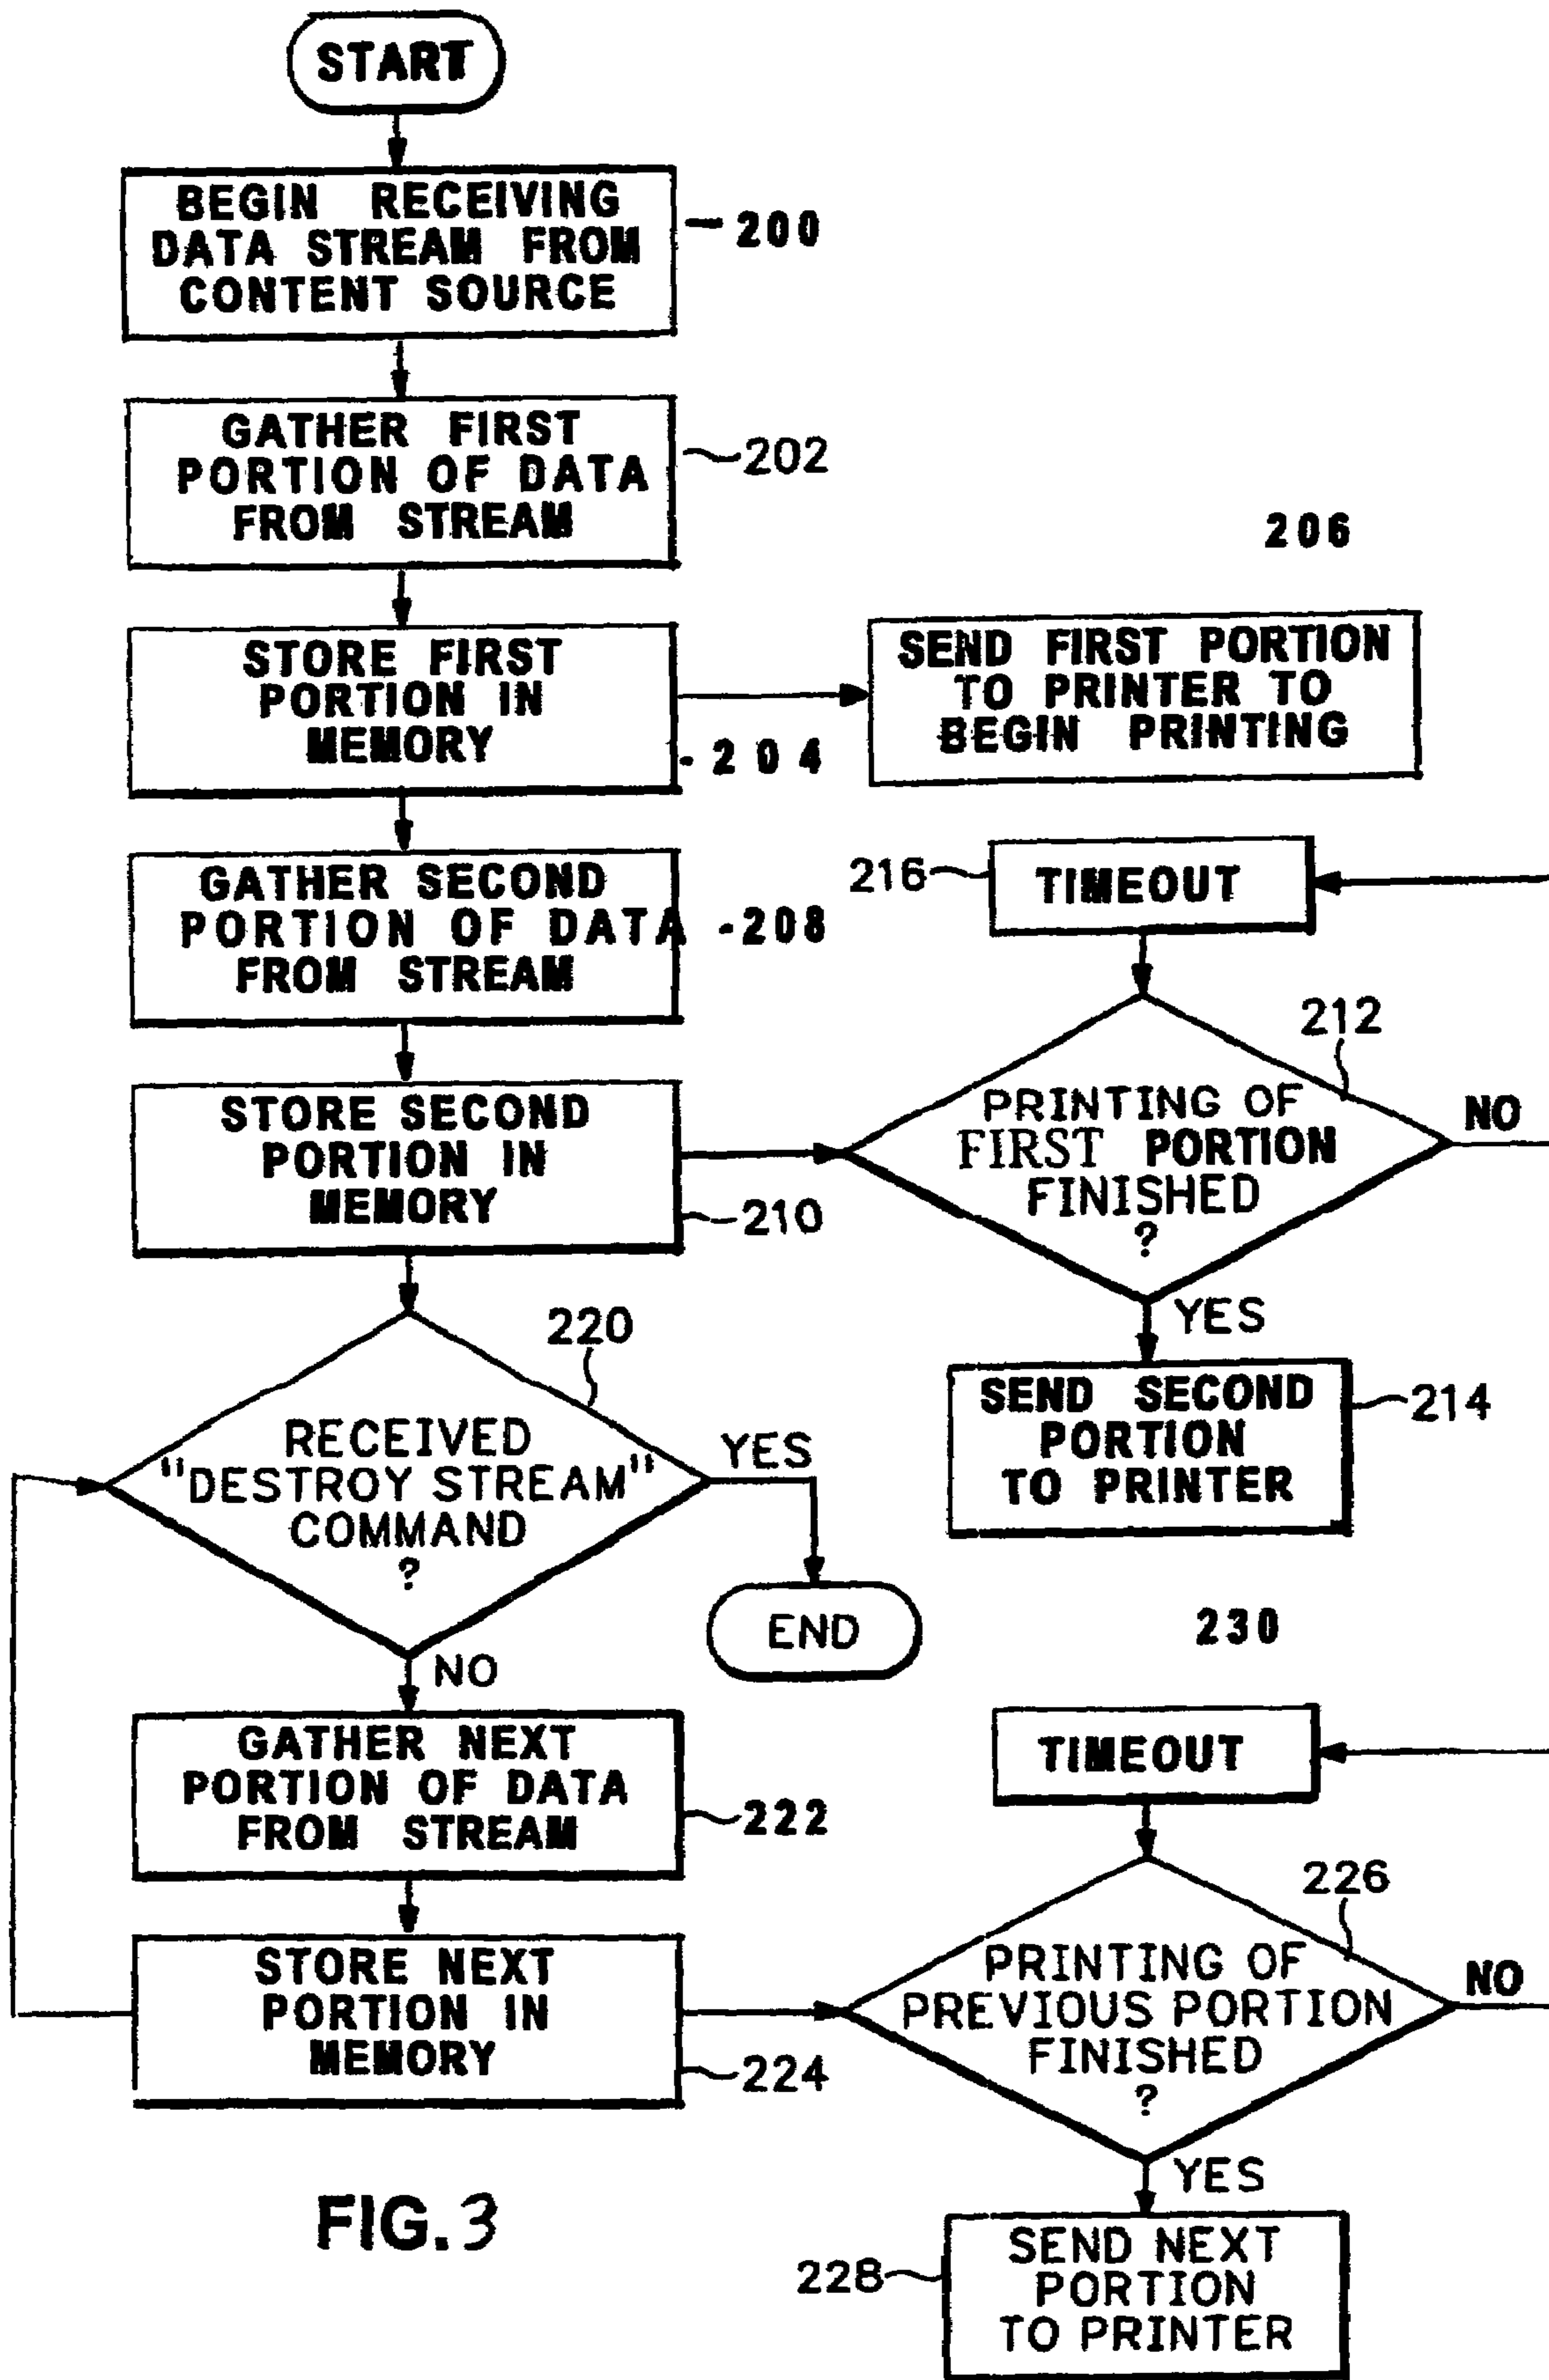 START
BEGIN RECEIVING
DATA STREAM FROM
CONTENT SOURCE
200
GATHER FIRST
PORTION OF DATA
FROM STREAM
202
STORE FIRST
PORTION IN
MEMORY
204
206
SEND FIRST PORTION
TO PRINTER TO
BEGIN PRINTING
GATHER SECOND
PORTION OF DATA
FROM STREAM
208
216
TIMEOUT
STORE SECOND
PORTION IN
MEMORY
210
212
PRINTING OF
FIRST PORTION
FINISHED
?
NO
YES
SEND SECOND
PORTION
TO PRINTER
214
220
RECEIVED
"DESTROY STREAM"
COMMAND
?
YES
END
NO
GATHER NEXT
PORTION OF DATA
FROM STREAM
222
230
TIMEOUT
STORE NEXT
PORTION IN
MEMORY
224
226
PRINTING OF
PREVIOUS PORTION
FINISHED
?
NO
YES
228
SEND NEXT
PORTION
TO PRINTER
FIG. 3